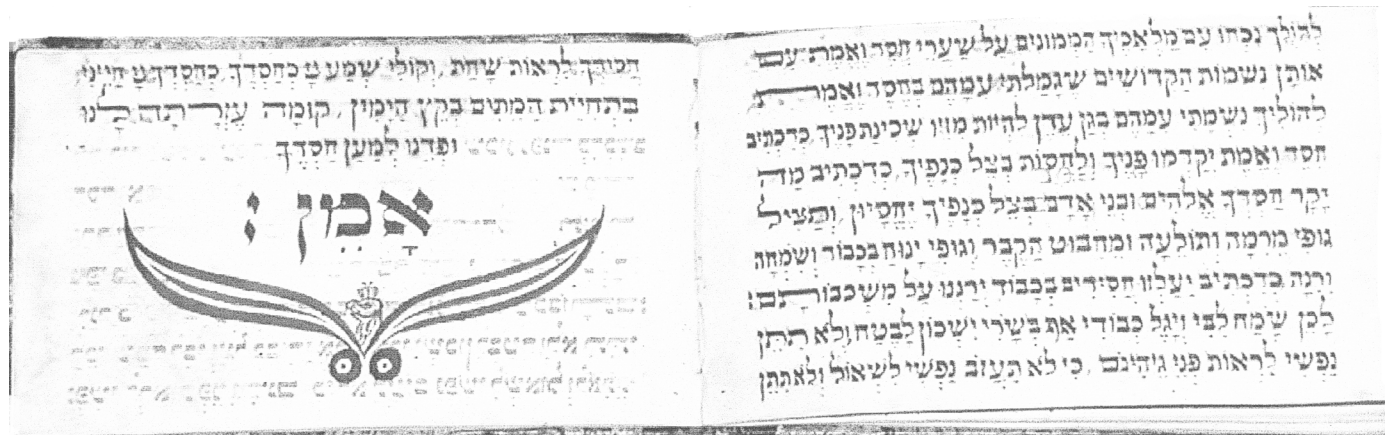 להולך נכחו עם מלאכיך הממונים על שערי חסד ואמת עם
אותן נשמות הקדושים שגמלתי עמהם בחסד ואמת
להוליך נשמתי עמהם בגן עדן להיות מזיו שכינת פניך, כדכתיב
חסד ואמת יקדמו פניך ולחסות בצל כנפיך, כדכתיב מה
יקר חסדך אלהים ובני אדם בצל כנפיך יחסיון, ותציל
גופי מרמה ותולעה ומחבוט הקבר וגופי ינוח בכבוד ושמחה
ורנה כדכתיב יעלזו חסידים בכבוד ירננו על משכבותם:
לכן שמח לבי ויגל כבודי אף בשרי ישכון לבטח, ולא תתן
נפשי לראות פני גיהינם, כי לא תעזב נפשי לשאול ולא תתן
חסידך לראות שחת, וקולי שמע כחסדך, כחסדך חייני
בתחיית המתים בקץ הימין, קומה עזרתה לנו
ופדנו למען חסדך
אָמֵן :